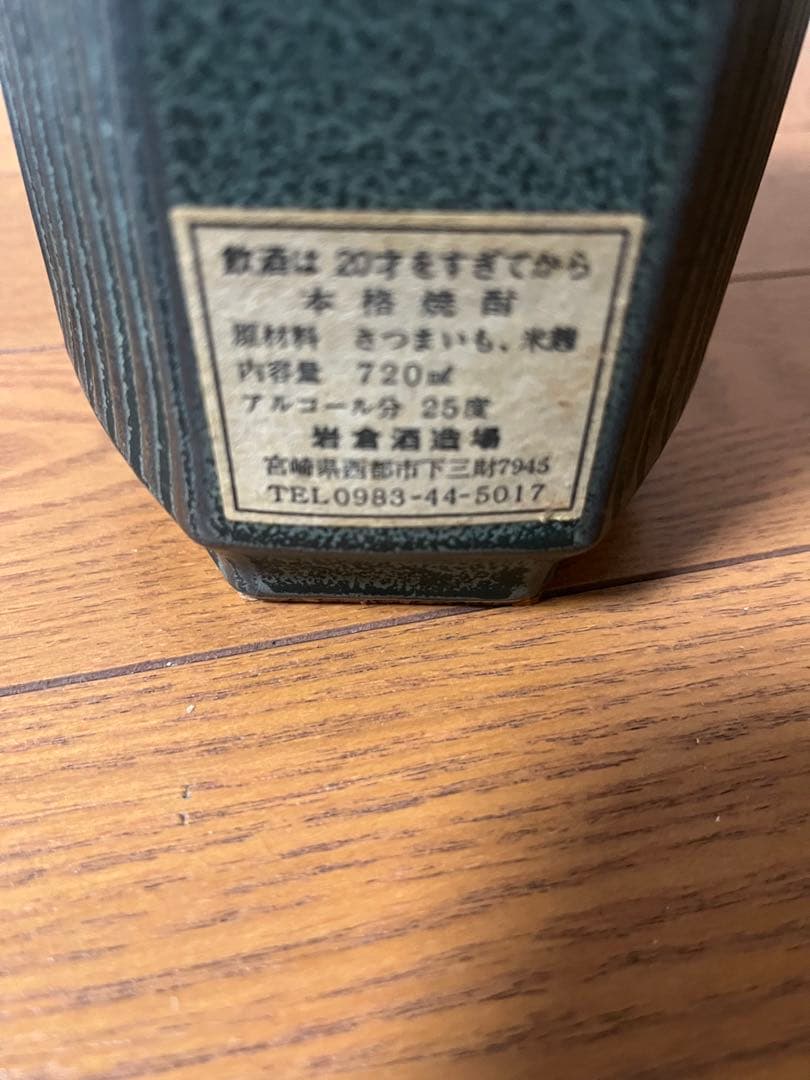 飲酒は 20才をすぎてから
本格焼酎
原材料 さつまいも、米麹
内容量 720㎖
アルコール分 25度
岩倉酒造場
宮崎県西都市下三財7945
TEL0983-44-5017